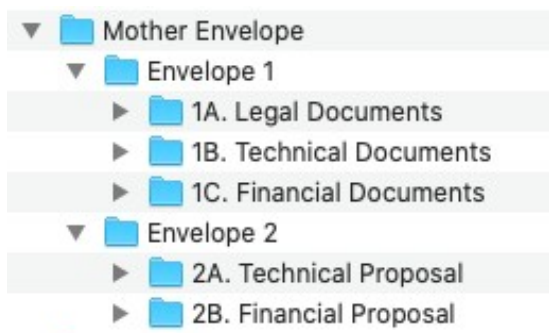 Mother Envelope
Envelope 1
1A. Legal Documents
1B. Technical Documents
1C. Financial Documents
Envelope 2
2A. Technical Proposal
2B. Financial Proposal